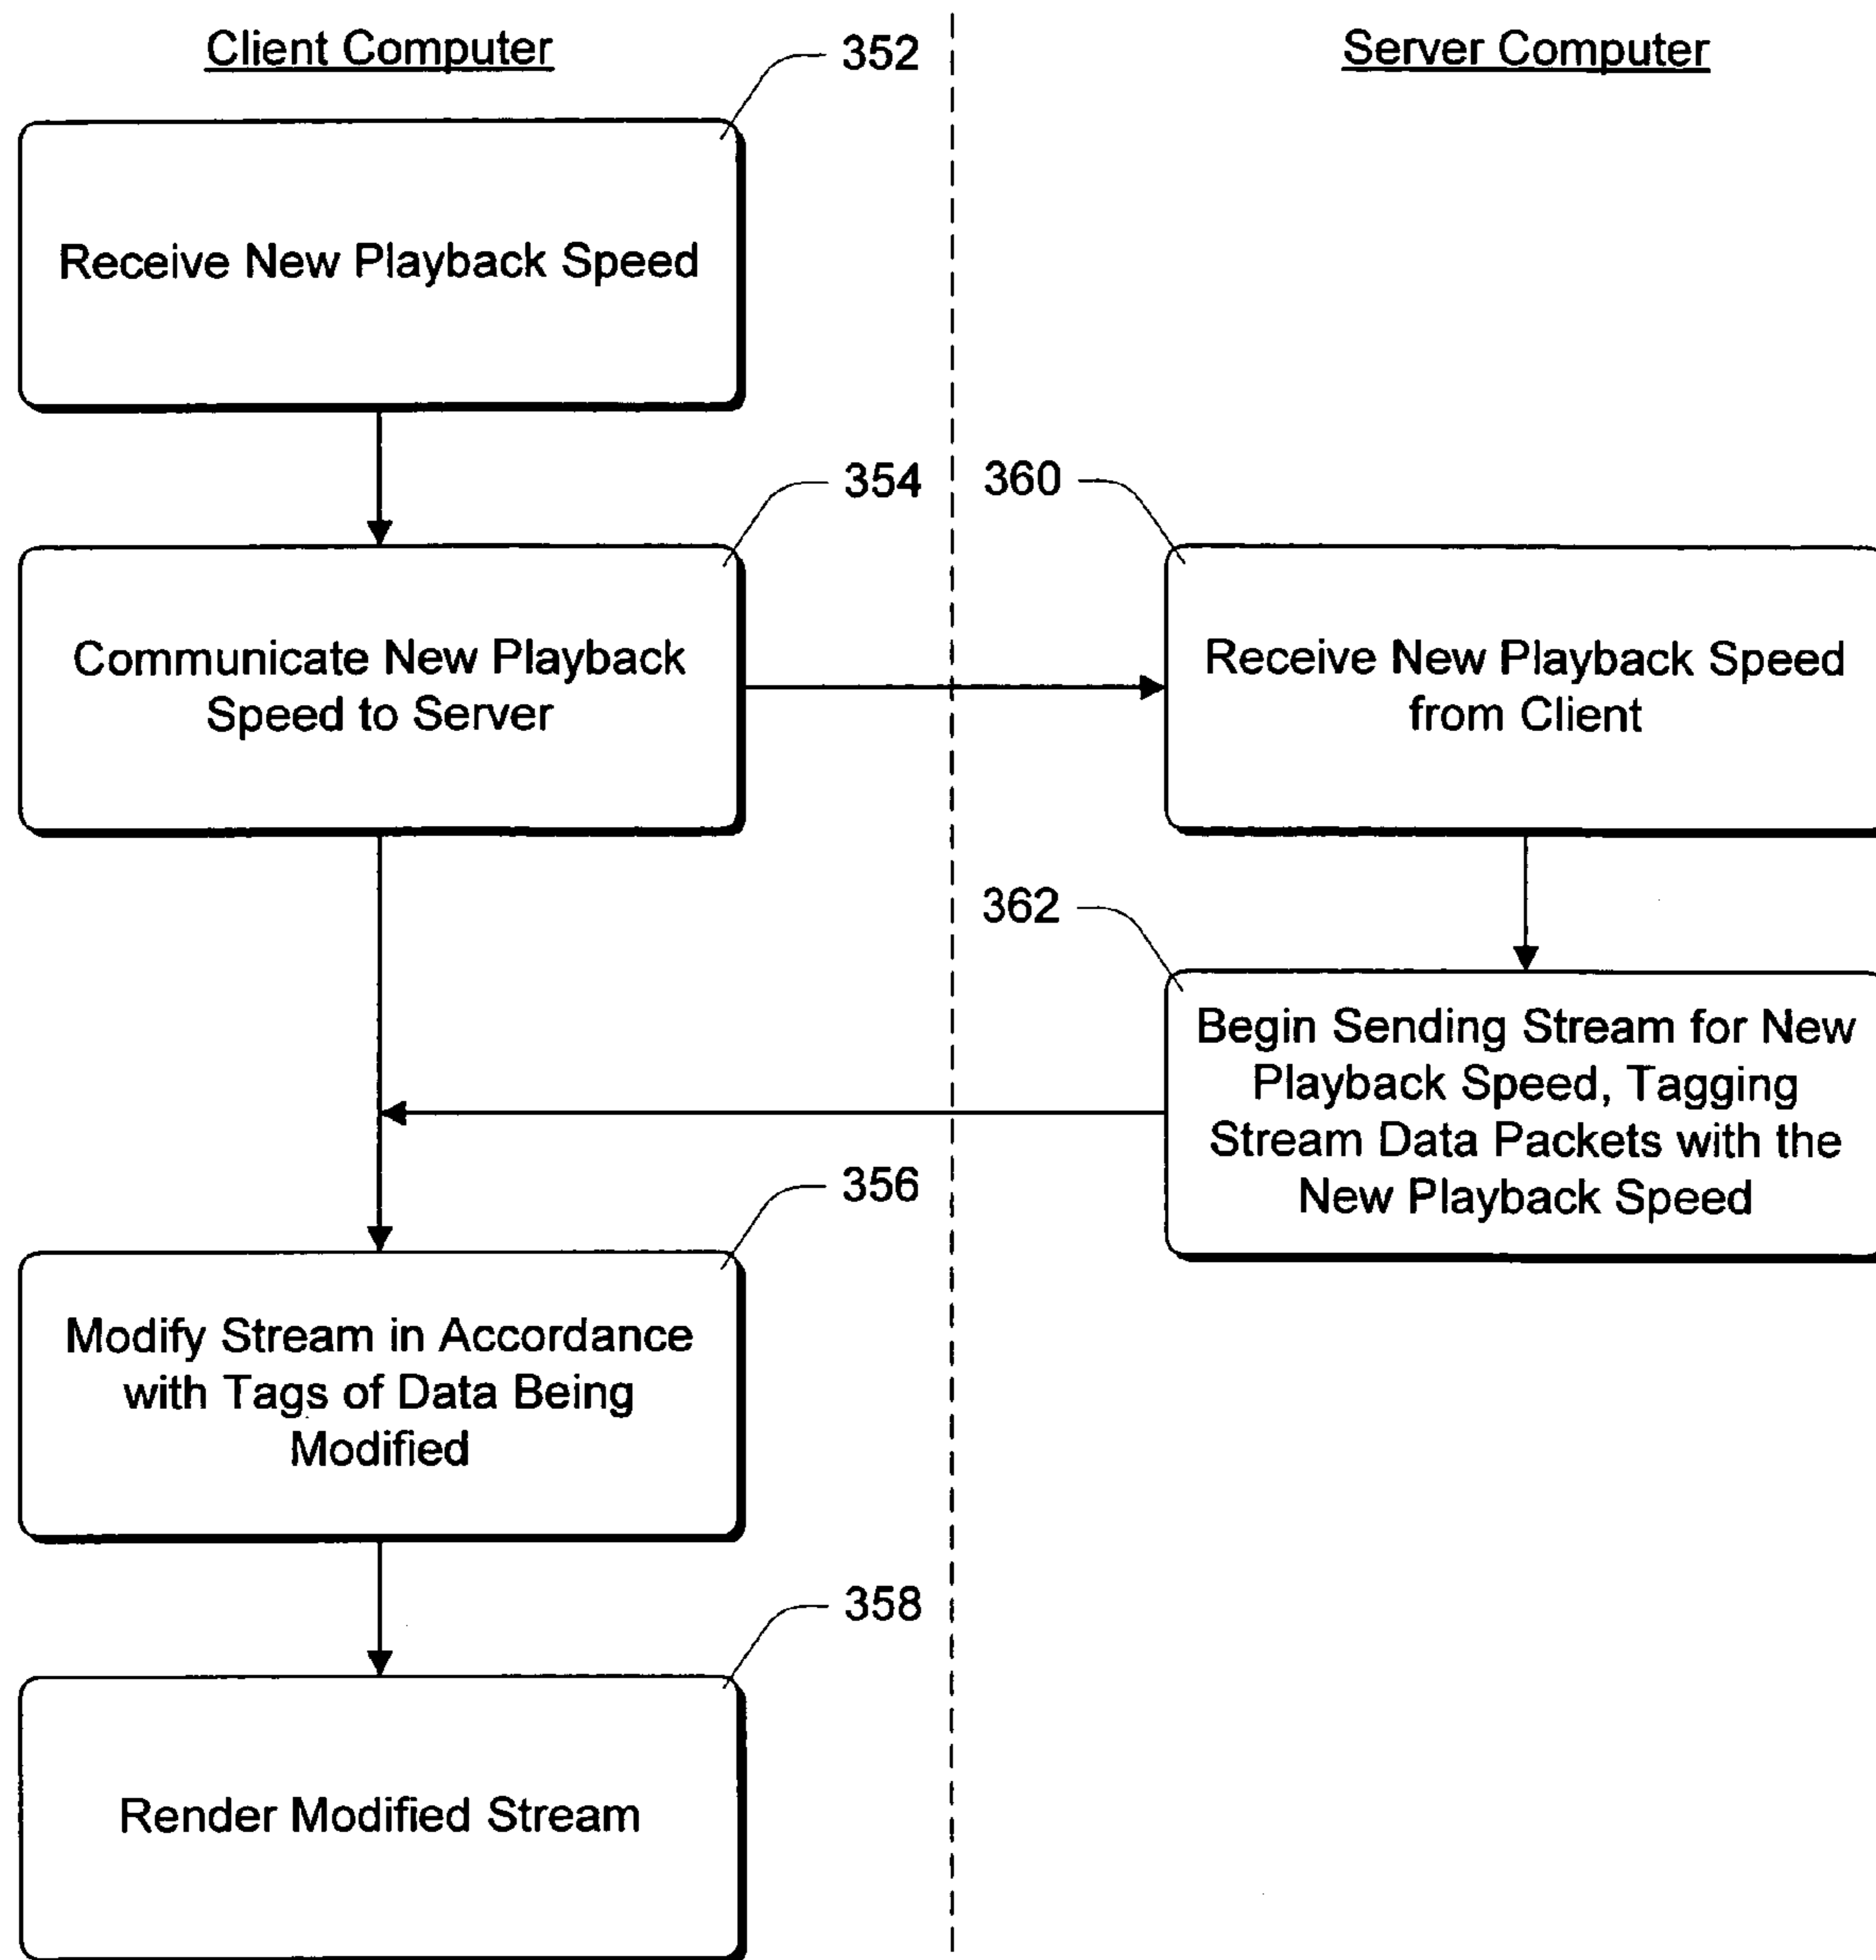 Client Computer
352
Server Computer
Receive New Playback Speed
354
360
Communicate New Playback
Speed to Server
Receive New Playback Speed
from Client
362
Begin Sending Stream for New
Playback Speed, Tagging
Stream Data Packets with the
New Playback Speed
356
Modify Stream in Accordance
with Tags of Data Being
Modified
358
Render Modified Stream